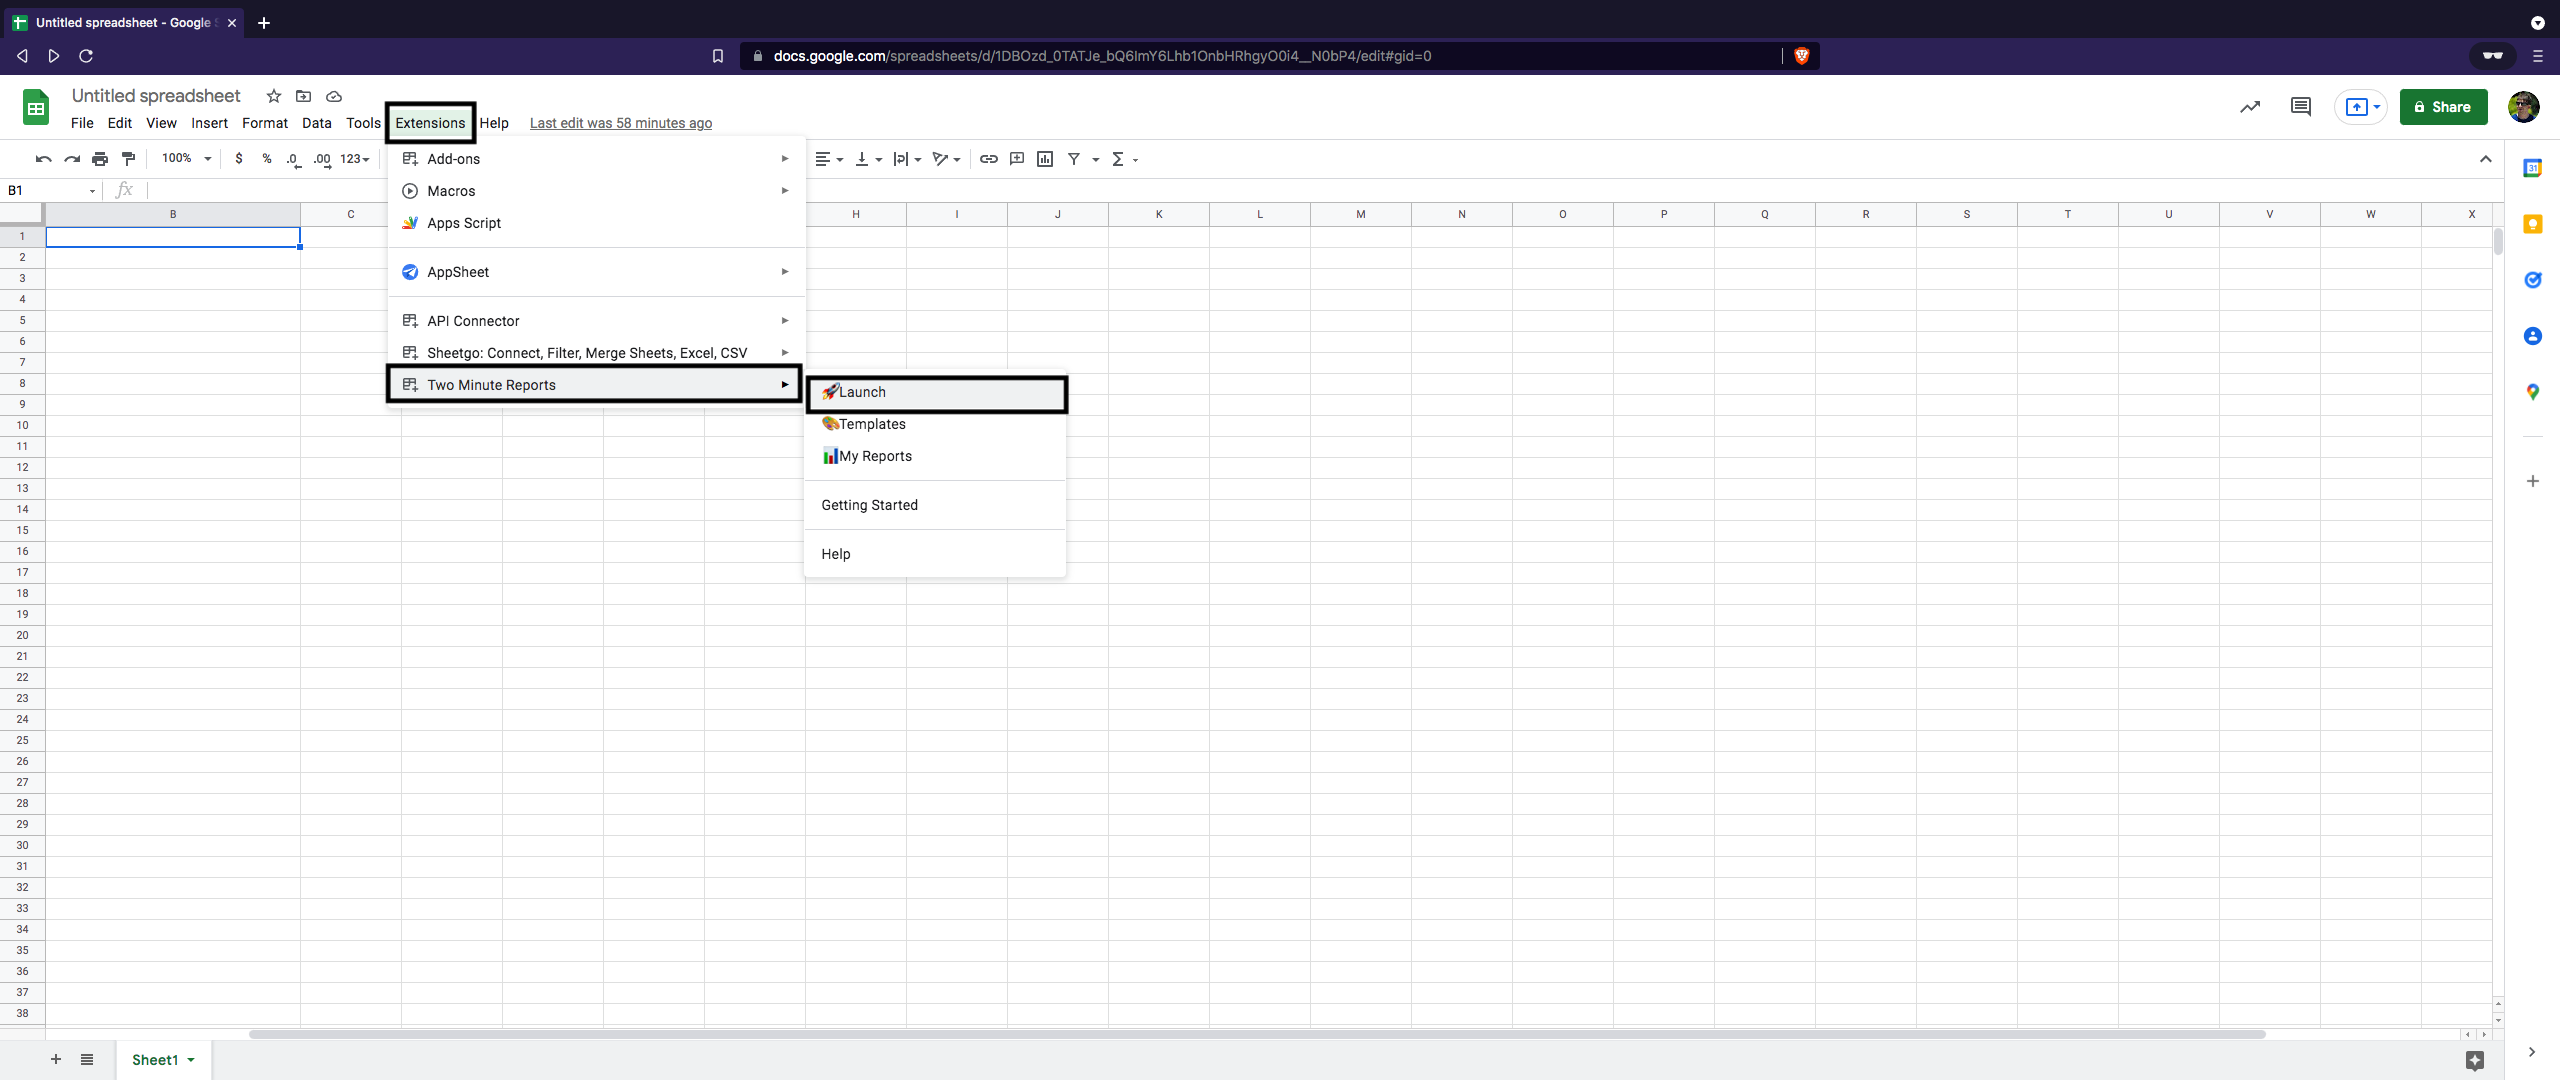 Untitled spreadsheet - Google S
docs.google.com/spreadsheets/d/1DBOzd_0TATJe_bQ6ImY6Lhb1OnbHRhgyO0i4__N0bP4/edit#gid=0
Untitled spreadsheet
File Edit View Insert Format Data Tools Extensions Help Last edit was 58 minutes ago
Share
100% $ % .0 .00 123
Add-ons
B1 fx
Macros
Apps Script
B C H I J K L M N O P Q R S T U V W X
AppSheet
API Connector
Sheetgo: Connect, Filter, Merge Sheets, Excel, CSV
Two Minute Reports
Launch
Templates
My Reports
Getting Started
Help
1
2
3
4
5
6
7
8
9
10
11
12
13
14
15
16
17
18
19
20
21
22
23
24
25
26
27
28
29
30
31
32
33
34
35
36
37
38
31
Sheet1